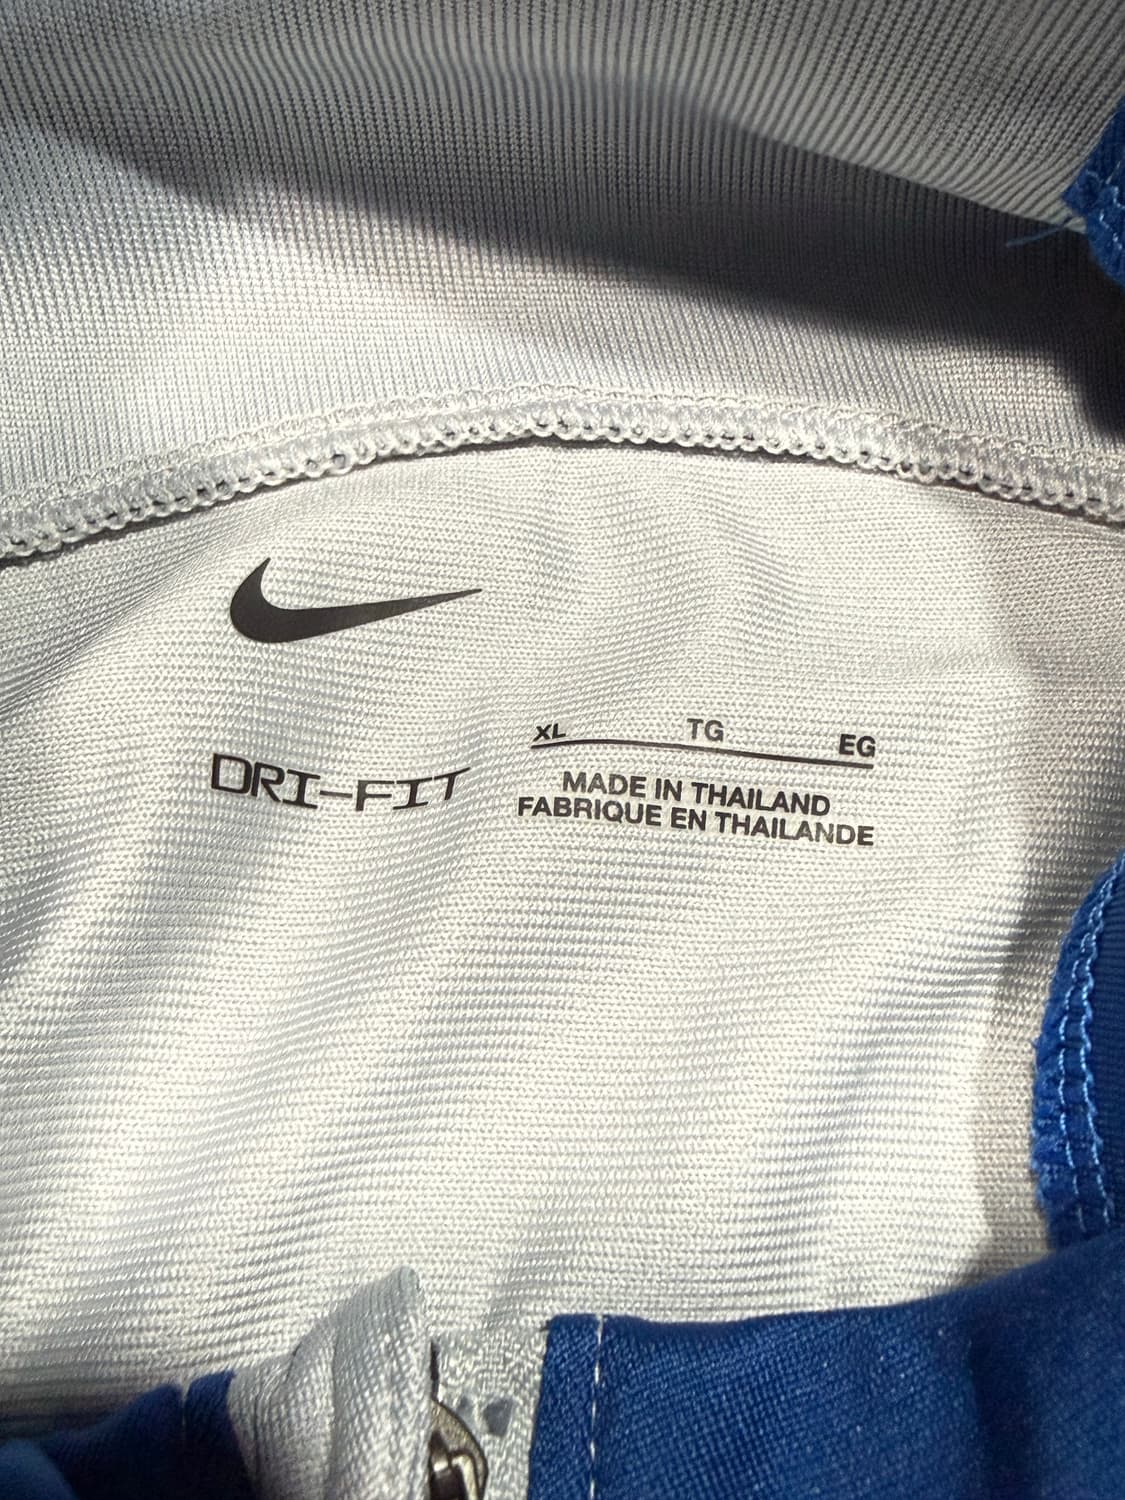 DRI-FIT
XL TG EG
MADE IN THAILAND
FABRIQUE EN THAILANDE